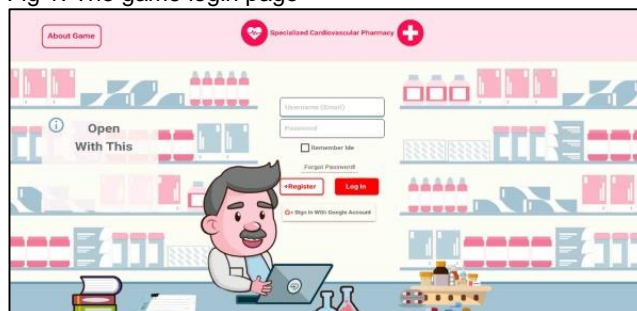 Fig 1. The game login page
About Game
Specialized Cardiovascular Pharmacy
Open
With This
Username (Email)
Password
Remember Me
Forgot Password!
+Register
Log In
G+ Sign In With Google Account